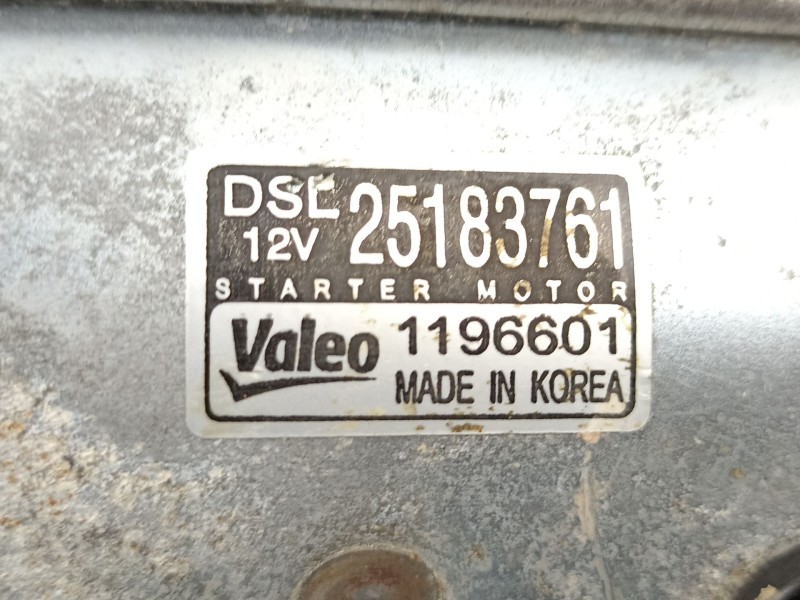 DSL 25183761
12V
STARTER MOTOR
Valeo 1196601
MADE IN KOREA